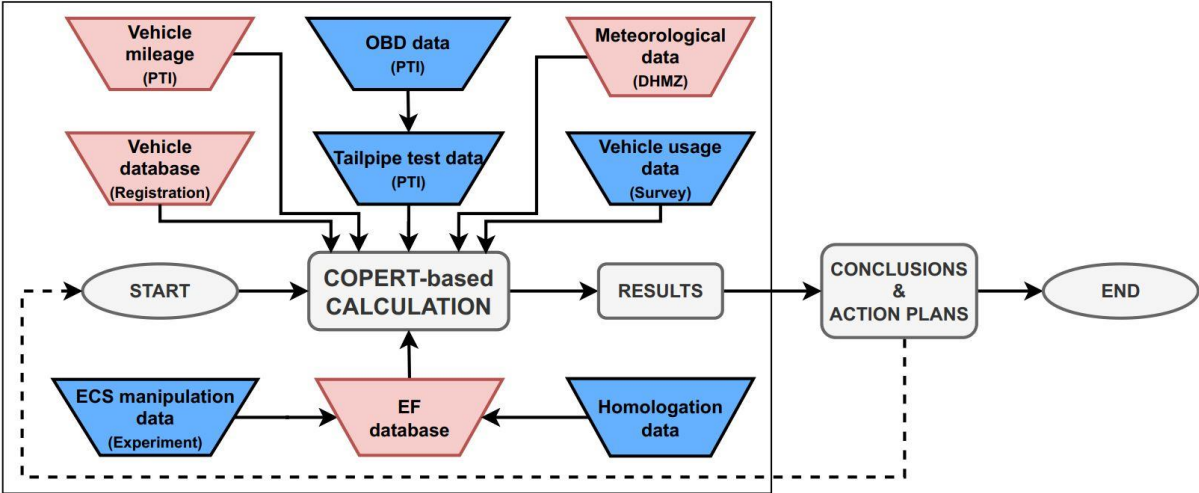 Vehicle
mileage
(PTI)
OBD data
(PTI)
Meteorological
data
(DHMZ)
Vehicle
database
(Registration)
Tailpipe test data
(PTI)
Vehicle usage
data
(Survey)
START
COPERT-based
CALCULATION
RESULTS
CONCLUSIONS
&
ACTION PLANS
END
ECS manipulation
data
(Experiment)
EF
database
Homologation
data